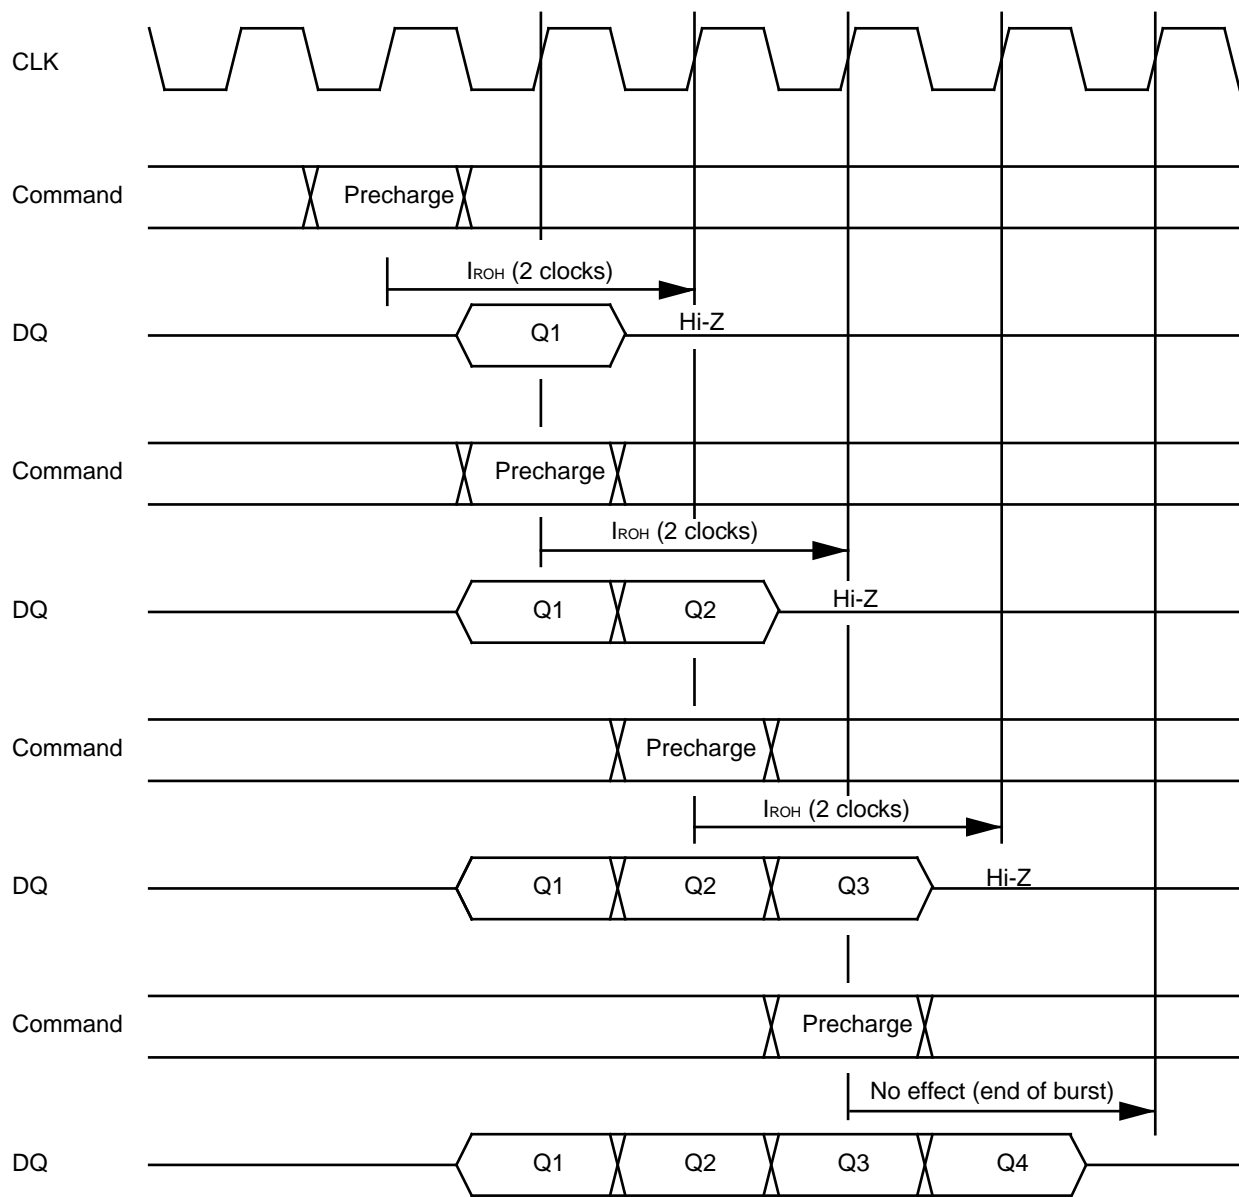 CLK
Command Precharge
IROH (2 clocks)
DQ Q1 Hi-Z
Command Precharge
IROH (2 clocks)
DQ Q1 Q2 Hi-Z
Command Precharge
IROH (2 clocks)
DQ Q1 Q2 Q3 Hi-Z
Command Precharge
No effect (end of burst)
DQ Q1 Q2 Q3 Q4